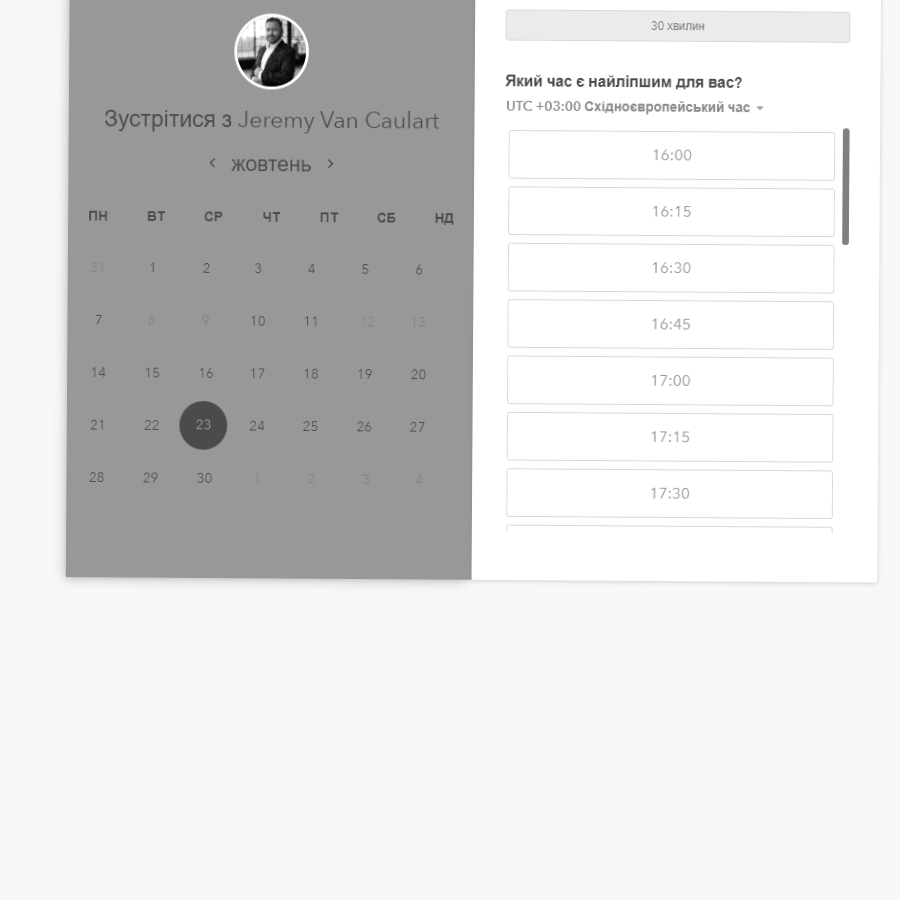 Зустрітися з Jeremy Van Caulart
жовтень
ПН ВТ СР ЧТ ПТ СБ НД
31 1 2 3 4 5 6
7 8 9 10 11 12 13
14 15 16 17 18 19 20
21 22 23 24 25 26 27
28 29 30 1 2 3 4
30 хвилин
Який час є найліпшим для вас?
UTC +03:00 Східноєвропейський час
16:00
16:15
16:30
16:45
17:00
17:15
17:30